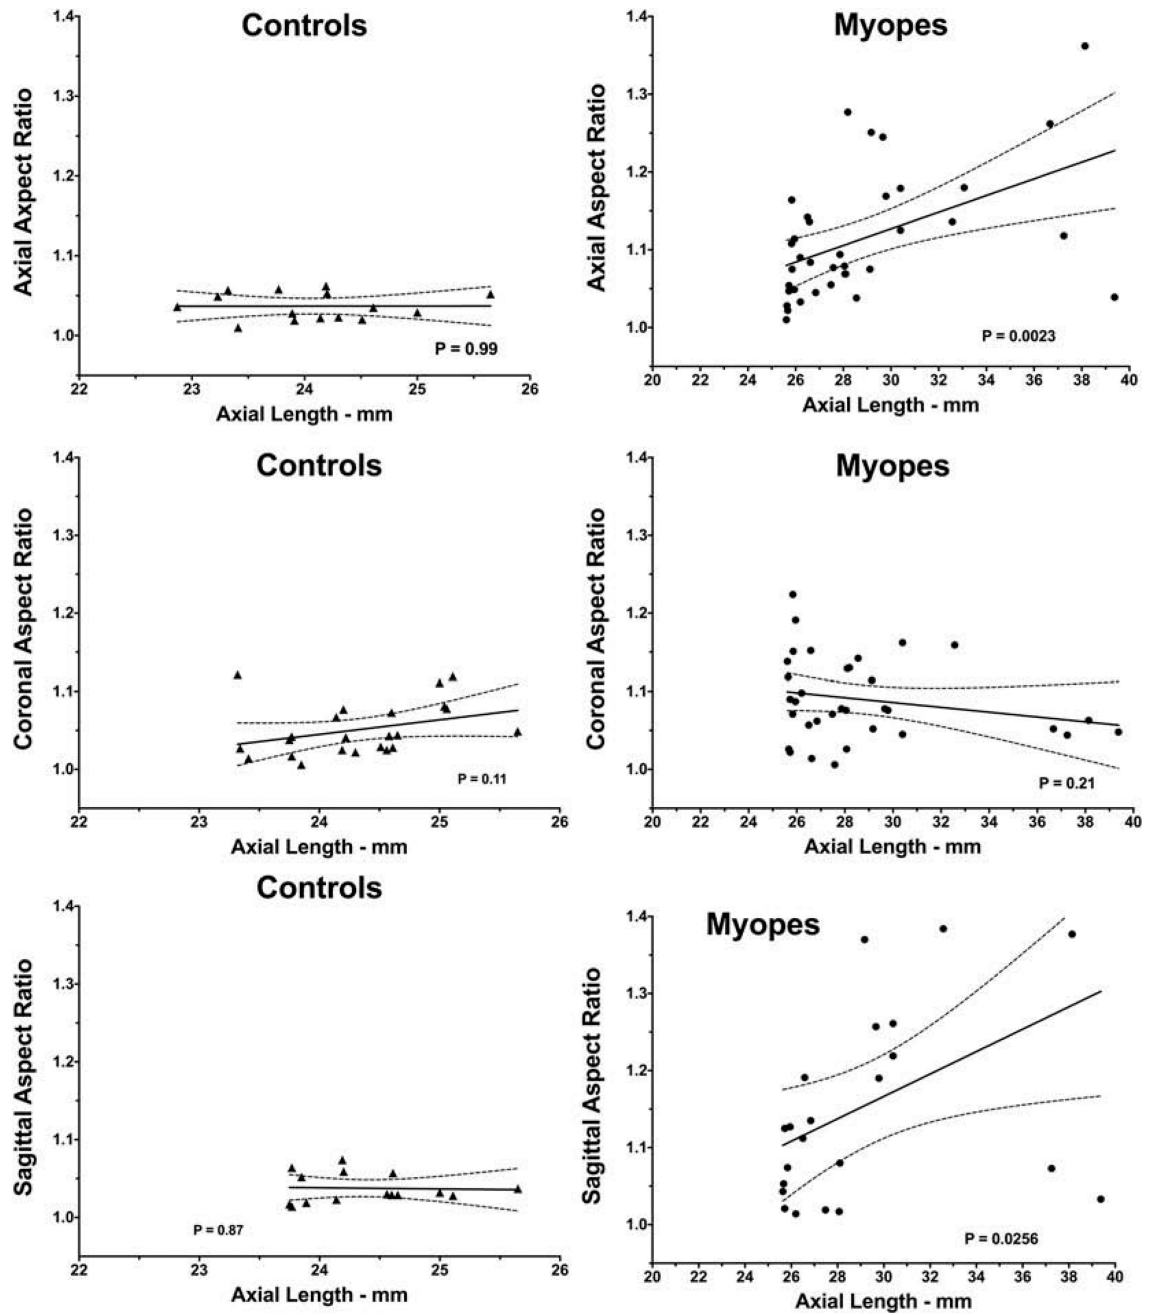 Controls
1.4
1.3
1.2
1.1
1.0
Axial Axpect Ratio
P = 0.99
22 23 24 25 26
Axial Length - mm
Myopes
1.4
1.3
1.2
1.1
1.0
Axial Aspect Ratio
P = 0.0023
20 22 24 26 28 30 32 34 36 38 40
Axial Length - mm
Controls
1.4
1.3
1.2
1.1
1.0
Coronal Aspect Ratio
P = 0.11
22 23 24 25 26
Axial Length - mm
Myopes
1.4
1.3
1.2
1.1
1.0
Coronal Aspect Ratio
P = 0.21
20 22 24 26 28 30 32 34 36 38 40
Axial Length - mm
Controls
1.4
1.3
1.2
1.1
1.0
Sagittal Aspect Ratio
P = 0.87
22 23 24 25 26
Axial Length - mm
Myopes
1.4
1.3
1.2
1.1
1.0
Sagittal Aspect Ratio
P = 0.0256
20 22 24 26 28 30 32 34 36 38 40
Axial Length - mm